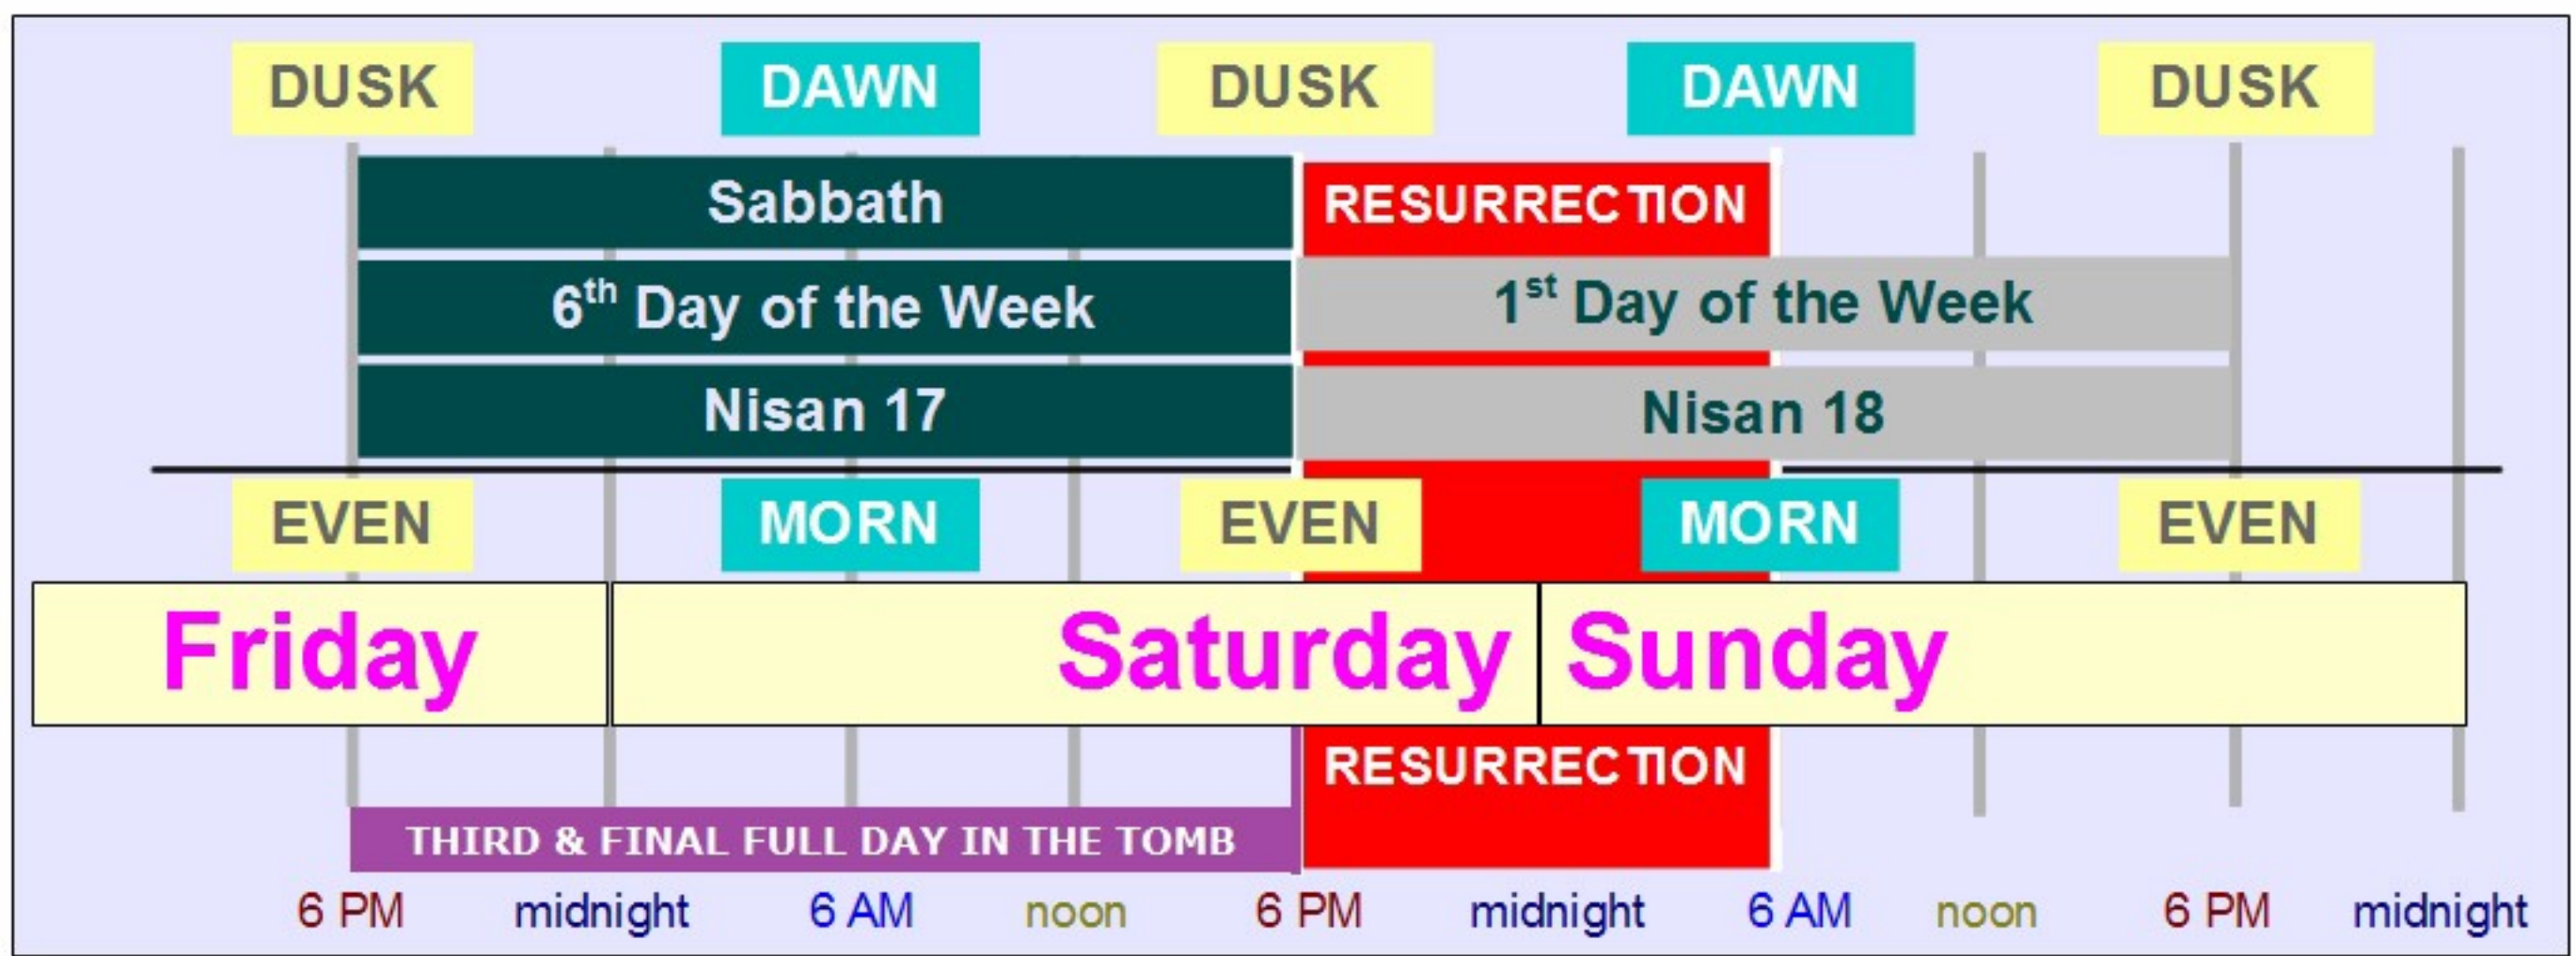 DUSK DAWN DUSK DAWN DUSK
Sabbath RESURRECTION
6th Day of the Week 1st Day of the Week
Nisan 17 Nisan 18
EVEN MORN EVEN MORN EVEN
Friday Saturday Sunday
RESURRECTION
THIRD & FINAL FULL DAY IN THE TOMB
6 PM midnight 6 AM noon 6 PM midnight 6 AM noon 6 PM midnight